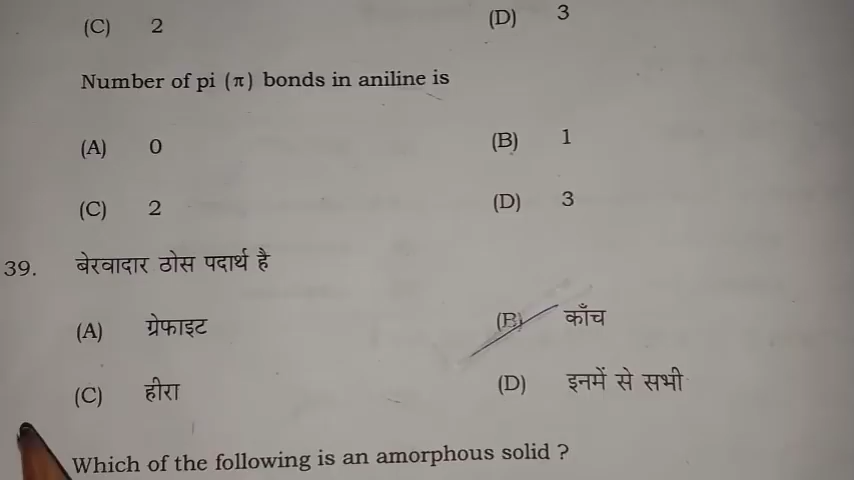 (C) 2 (D) 3
Number of pi (π) bonds in aniline is
(A) 0 (B) 1
(C) 2 (D) 3
39. बेरवादार ठोस पदार्थ है
(A) ग्रेफाइट (B) काँच
(C) हीरा (D) इनमें से सभी
Which of the following is an amorphous solid ?